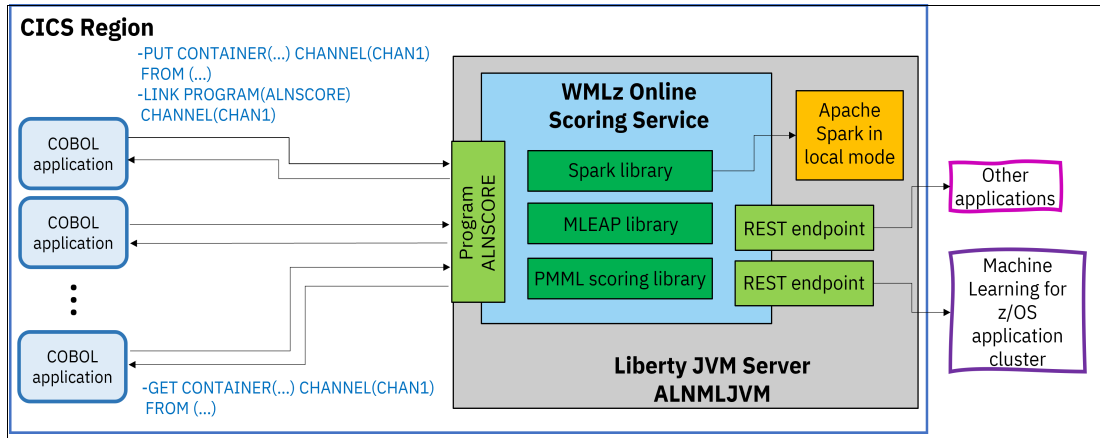 CICS Region
-PUT CONTAINER(...) CHANNEL(CHAN1)
FROM (...)
-LINK PROGRAM(ALNSCORE)
CHANNEL(CHAN1)
COBOL
application
COBOL
application
COBOL
application
-GET CONTAINER(...) CHANNEL(CHAN1)
FROM (...)
Program
ALNSCORE
WMLz Online
Scoring Service
Spark library
MLEAP library
PMML scoring library
Apache
Spark in
local mode
REST endpoint
REST endpoint
Liberty JVM Server
ALNMLJVM
Other
applications
Machine
Learning for
z/OS
application
cluster